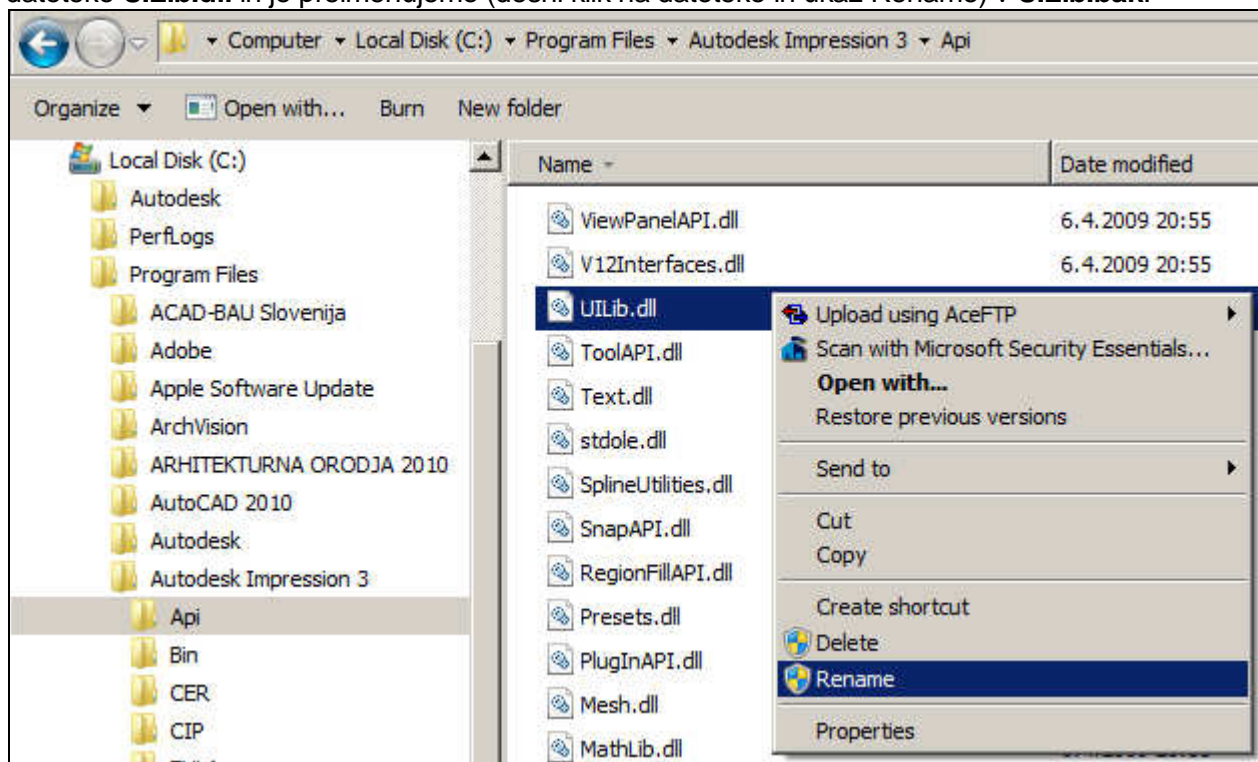 datoteko UILib.dll in jo preimenujemo (desni klik na datoteko in ukaz Rename) v UILib.bak.
Computer Local Disk (C:) Program Files Autodesk Impression 3 Api
Organize Open with... Burn New folder
Local Disk (C:)
Autodesk
PerfLogs
Program Files
ACAD-BAU Slovenija
Adobe
Apple Software Update
ArchVision
ARHITEKTURNA ORODJA 2010
AutoCAD 2010
Autodesk
Autodesk Impression 3
Api
Bin
CER
CIP
Name Date modified
ViewPanelAPI.dll 6.4.2009 20:55
V12Interfaces.dll 6.4.2009 20:55
UILib.dll
ToolAPI.dll
Text.dll
stdole.dll
SplineUtilities.dll
SnapAPI.dll
RegionFillAPI.dll
Presets.dll
PlugInAPI.dll
Mesh.dll
MathLib.dll
Upload using AceFTP
Scan with Microsoft Security Essentials...
Open with...
Restore previous versions
Send to
Cut
Copy
Create shortcut
Delete
Rename
Properties